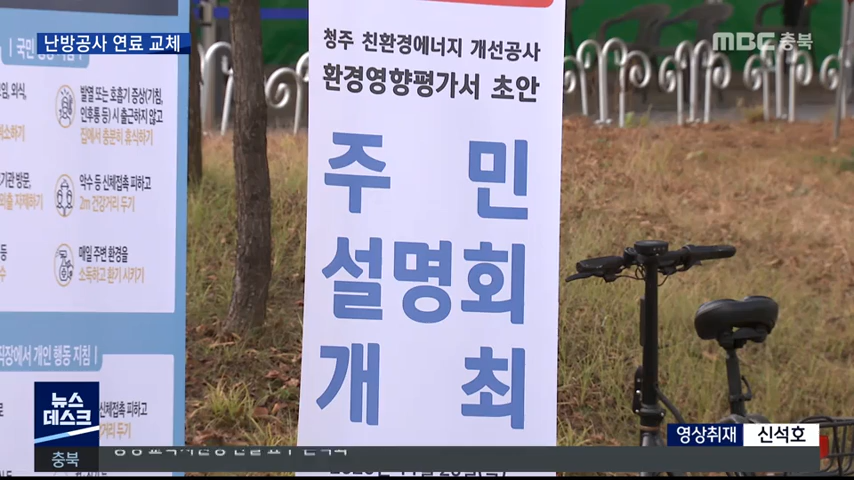 난방공사 연료 교체
MBC 충북
청주 친환경에너지 개선공사
환경영향평가서 초안
주 민
설명회
개 최
발열 또는 호흡기 증상(기침,
인후통 등) 시 출근하지 않고
집에서 충분히 휴식하기
악수 등 신체접촉 피하고
2m 건강거리 두기
매일 주변 환경을
소독하고 환기 시키기
직장에서 개인 행동 지침
신체접촉 피하고
거리 두기
뉴스
데스크
충북
영상취재 신석호